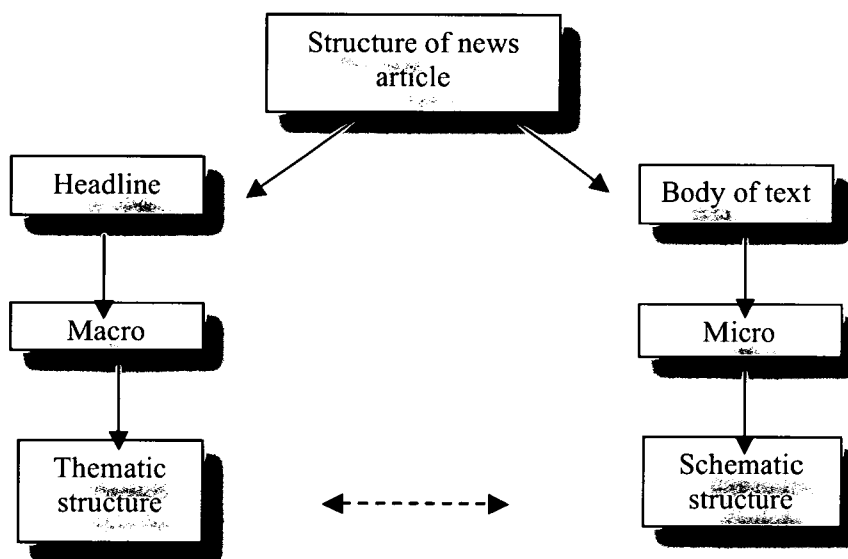 Structure of news
article
Headline
Body of text
Macro
Micro
Thematic
structure
Schematic
structure